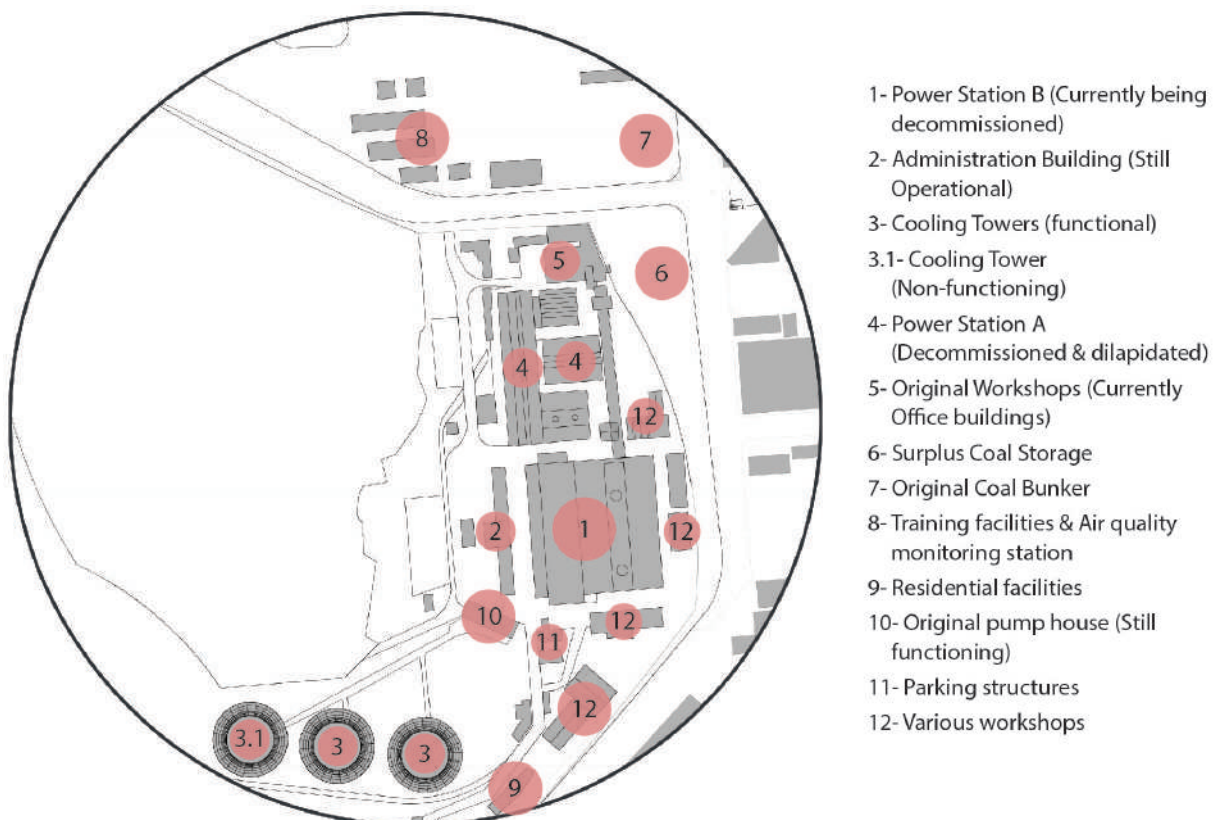 8
7
5
6
4
4
12
2
1
12
10
11
12
12
3.1
3
3
9
1- Power Station B (Currently being
decommissioned)
2- Administration Building (Still
Operational)
3- Cooling Towers (functional)
3.1- Cooling Tower
(Non-functioning)
4- Power Station A
(Decommissioned & dilapidated)
5- Original Workshops (Currently
Office buildings)
6- Surplus Coal Storage
7- Original Coal Bunker
8- Training facilities & Air quality
monitoring station
9- Residential facilities
10- Original pump house (Still
functioning)
11- Parking structures
12- Various workshops